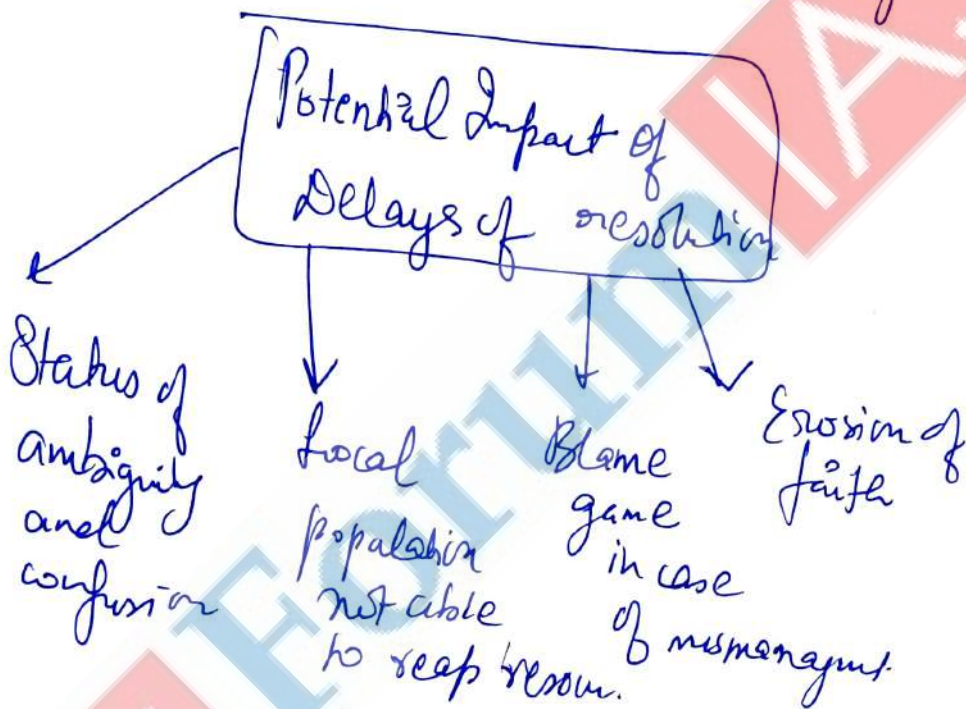 Potential Impact of
Delays of resolution
Status of
ambiguity
and
confusion
Local
population
not able
to reap resour.
Blame
game
in case
of mismanagmt.
Erosion of
faith
ForumIA